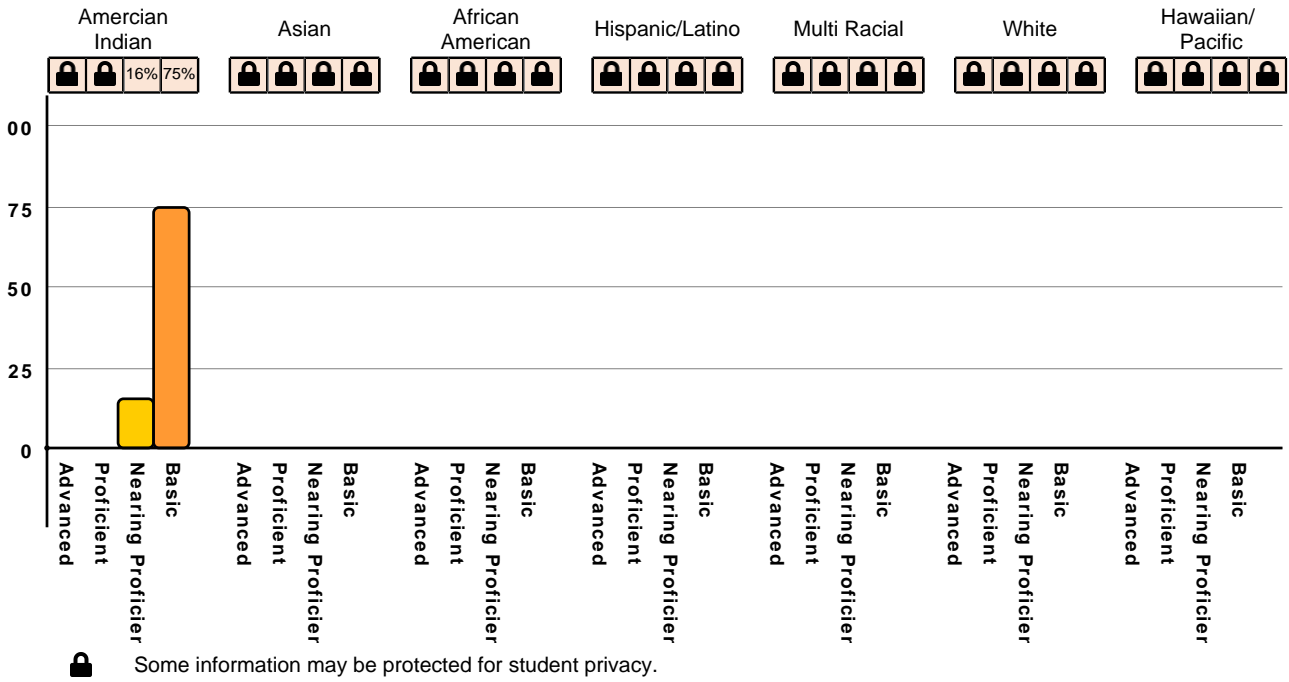 Amercian
Indian
Asian
African
American
Hispanic/Latino
Multi Racial
White
Hawaiian/
Pacific
16% 75%
00
75
50
25
0
Advanced
Proficient
Nearing Proficier
Basic
Advanced
Proficient
Nearing Proficier
Basic
Advanced
Proficient
Nearing Proficier
Basic
Advanced
Proficient
Nearing Proficier
Basic
Advanced
Proficient
Nearing Proficier
Basic
Advanced
Proficient
Nearing Proficier
Basic
Advanced
Proficient
Nearing Proficier
Basic
Some information may be protected for student privacy.